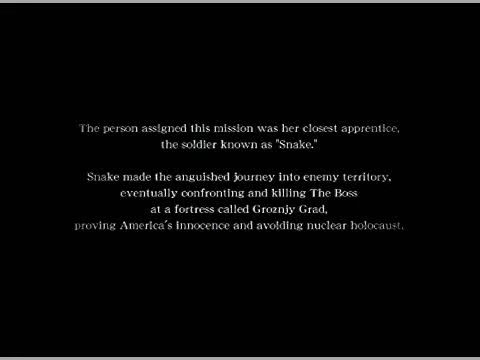 The person assigned this mission was her closest apprentice,
the soldier known as "Snake."
Snake made the anguished journey into enemy territory,
eventually confronting and killing The Boss
at a fortress called Groznjy Grad,
proving America's innocence and avoiding nuclear holocaust.